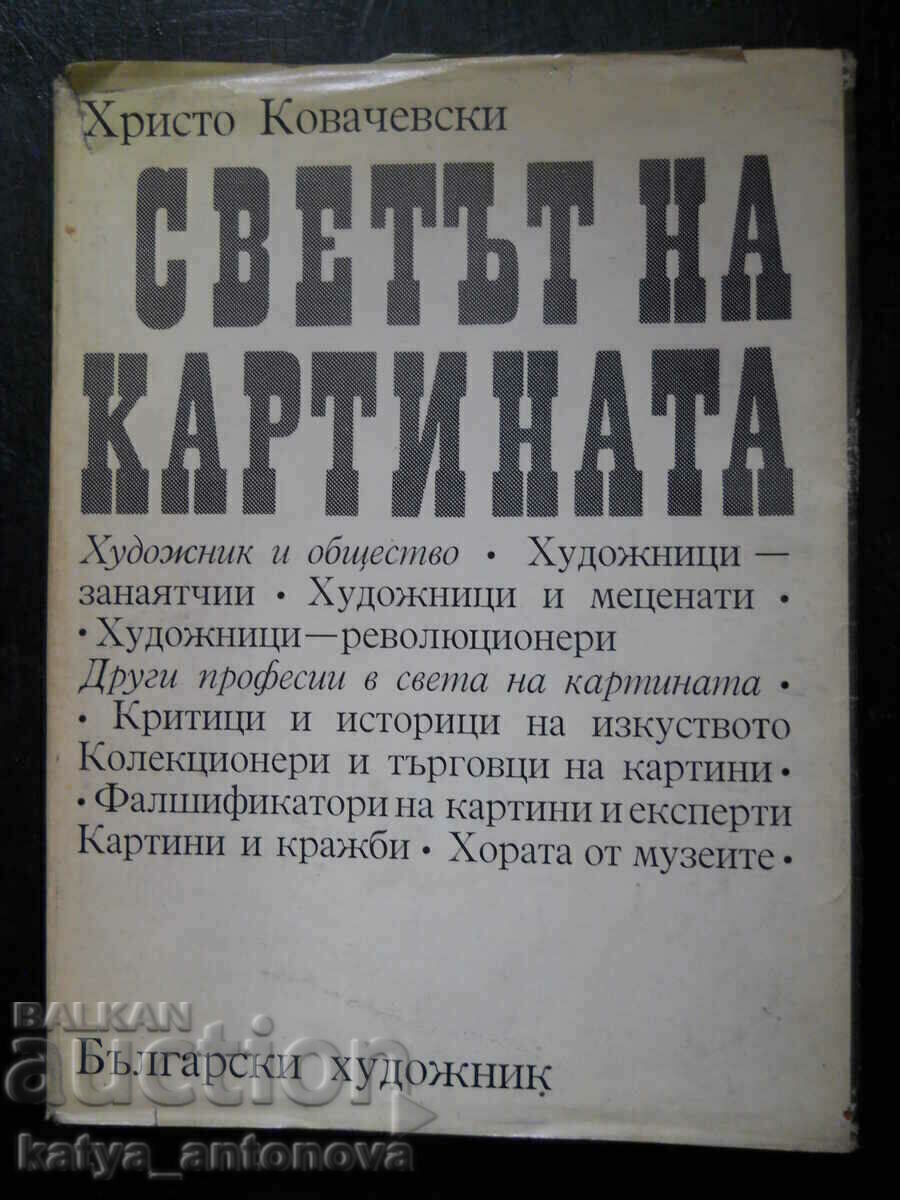 Христо Ковачевски
СВЕТЪТ НА
КАРТИНАТА
Художник и общество • Художници —
занаятчии • Художници и меценати •
• Художници—революционери
Други професии в света на картината •
• Критици и историци на изкуството
Колекционери и търговци на картини •
• Фалшификатори на картини и експерти
Картини и кражби • Хората от музеите •
BALKAN
auction
Български художник
katya_antonova